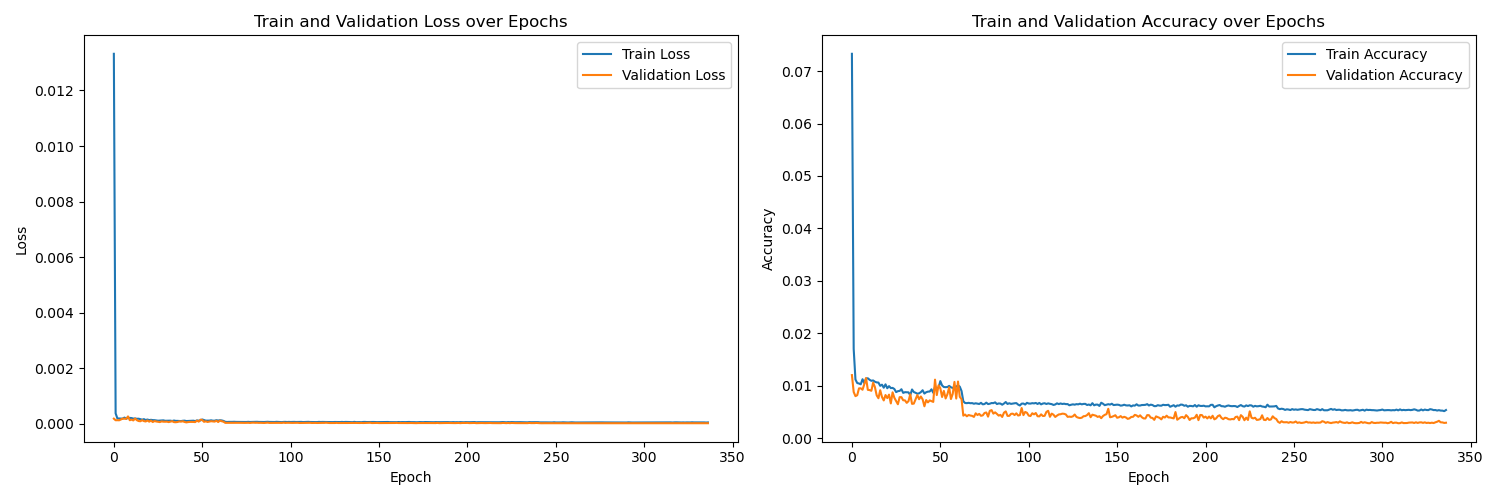 Train and Validation Loss over Epochs
Train Loss
Validation Loss
0.012
0.010
0.008
0.006
0.004
0.002
0.000
Loss
0 50 100 150 200 250 300 350
Epoch
Train and Validation Accuracy over Epochs
Train Accuracy
Validation Accuracy
0.07
0.06
0.05
0.04
0.03
0.02
0.01
0.00
Accuracy
0 50 100 150 200 250 300 350
Epoch